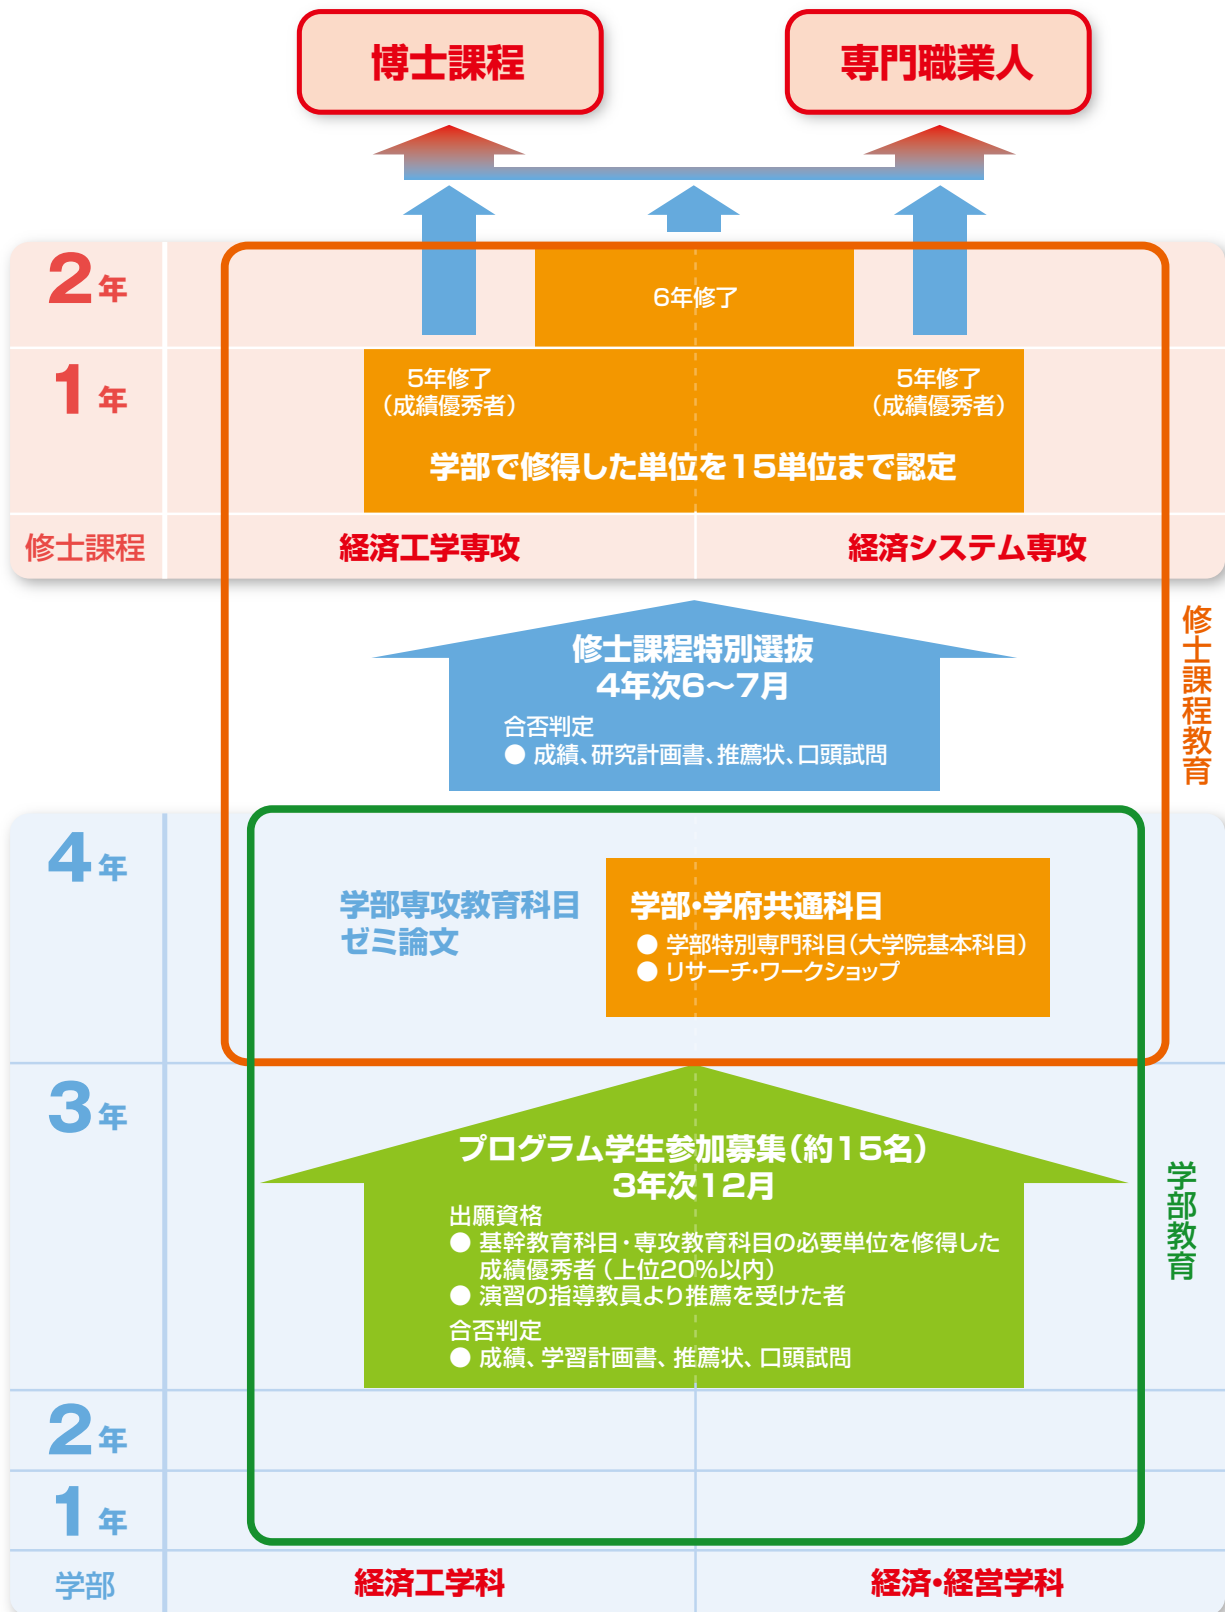 博士課程
専門職業人
2年
6年修了
1年
5年修了
（成績優秀者）
5年修了
（成績優秀者）
学部で修得した単位を15単位まで認定
修士課程
経済工学専攻
経済システム専攻
修士課程特別選抜
4年次6～7月
合否判定
● 成績、研究計画書、推薦状、口頭試問
修士課程教育
4年
学部専攻教育科目
ゼミ論文
学部・学府共通科目
● 学部特別専門科目（大学院基本科目）
● リサーチ・ワークショップ
3年
プログラム学生参加募集（約15名）
3年次12月
出願資格
● 基幹教育科目・専攻教育科目の必要単位を修得した
成績優秀者（上位20%以内）
● 演習の指導教員より推薦を受けた者
合否判定
● 成績、学習計画書、推薦状、口頭試問
学部教育
2年
1年
学部
経済工学科
経済・経営学科